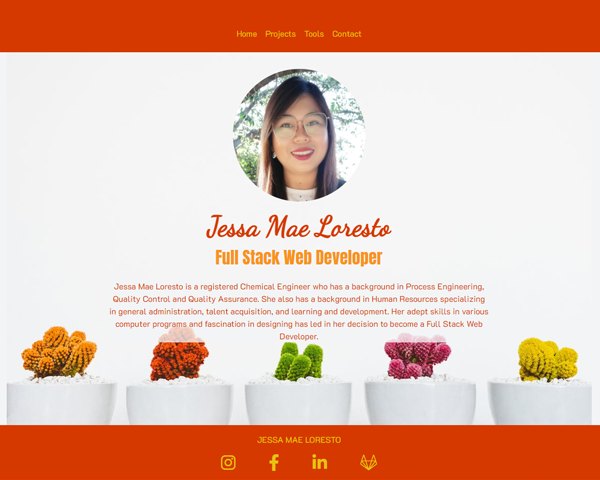 Home Projects Tools Contact
Jessa Mae Loresto
Full Stack Web Developer
Jessa Mae Loresto is a registered Chemical Engineer who has a background in Process Engineering,
Quality Control and Quality Assurance. She also has a background in Human Resources specializing
in general administration, talent acquisition, and learning and development. Her adept skills in various
computer programs and fascination in designing has led in her decision to become a Full Stack Web
Developer.
JESSA MAE LORESTO